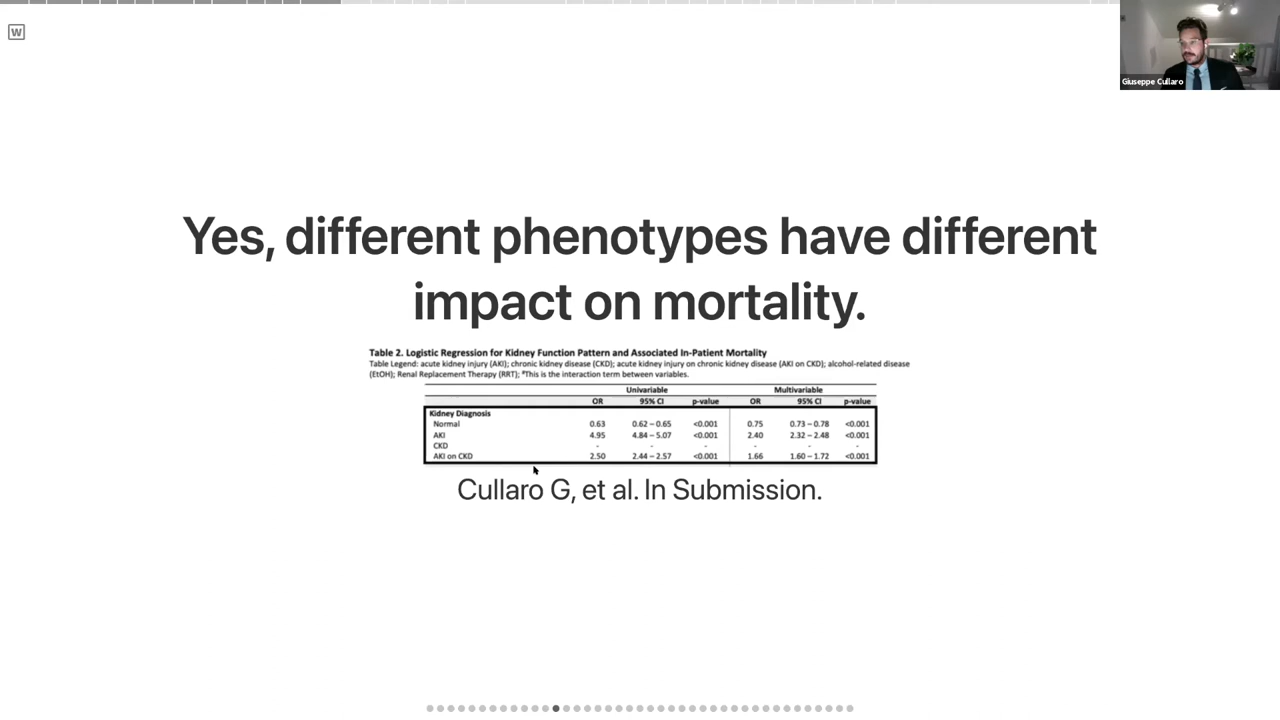 W
Giuseppe Cullaro
Yes, different phenotypes have different
impact on mortality.
Table 2. Logistic Regression for Kidney Function Pattern and Associated In-Patient Mortality
Table Legend: acute kidney injury (AKI); chronic kidney disease (CKD); acute kidney injury on chronic kidney disease (AKI on CKD); alcohol-related disease
(EtOH); Renal Replacement Therapy (RRT); #This is the interaction term between variables.
Univariable Multivariable
OR 95% CI p-value OR 95% CI p-value
Kidney Diagnosis
Normal 0.63 0.62 – 0.65 <0.001 0.75 0.73 – 0.78 <0.001
AKI 4.95 4.84 – 5.07 <0.001 2.40 2.32 – 2.48 <0.001
CKD - - - - - -
AKI on CKD 2.50 2.44 – 2.57 <0.001 1.66 1.60 – 1.72 <0.001
Cullaro G, et al. In Submission.